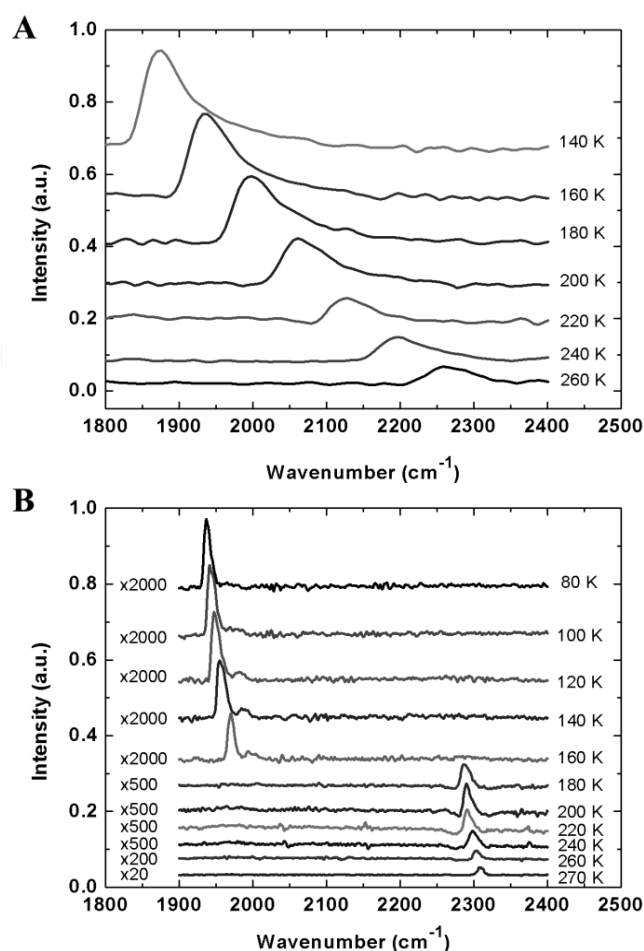 A
1.0
0.8
0.6
0.4
0.2
0.0
Intensity (a.u.)
140 K
160 K
180 K
200 K
220 K
240 K
260 K
1800 1900 2000 2100 2200 2300 2400 2500
Wavenumber (cm⁻¹)
B
1.0
0.8
0.6
0.4
0.2
0.0
Intensity (a.u.)
x2000 80 K
x2000 100 K
x2000 120 K
x2000 140 K
x2000 160 K
x500 180 K
x500 200 K
x500 220 K
x500 240 K
x200 260 K
x20 270 K
1800 1900 2000 2100 2200 2300 2400 2500
Wavenumber (cm⁻¹)